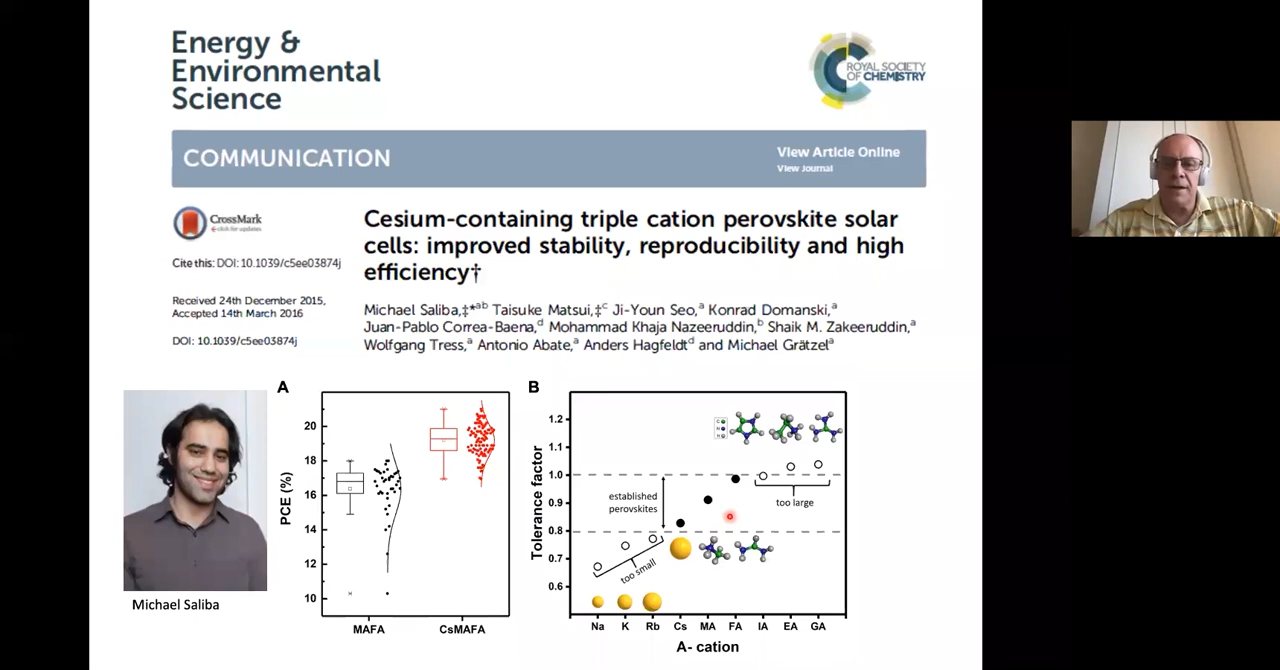 Energy &
Environmental
Science
ROYAL SOCIETY
OF CHEMISTRY
COMMUNICATION
View Article Online
View Journal
CrossMark
click for updates
Cite this: DOI: 10.1039/c5ee03874j
Received 24th December 2015,
Accepted 14th March 2016
DOI: 10.1039/c5ee03874j
Cesium-containing triple cation perovskite solar
cells: improved stability, reproducibility and high
efficiency†
Michael Saliba,‡*ab Taisuke Matsui,‡c Ji-Youn Seo,a Konrad Domanski,a
Juan-Pablo Correa-Baena,d Mohammad Khaja Nazeeruddin,b Shaik M. Zakeeruddin,a
Wolfgang Tress,a Antonio Abate,a Anders Hagfeldtd and Michael Grätzela
Michael Saliba
A
PCE (%)
20
18
16
14
12
10
MAFA CsMAFA
B
Tolerance factor
1.2
1.0
0.9
0.8
0.7
0.6
C
N
H
established
perovskites
too large
too small
Na K Rb Cs MA FA IA EA GA
A- cation